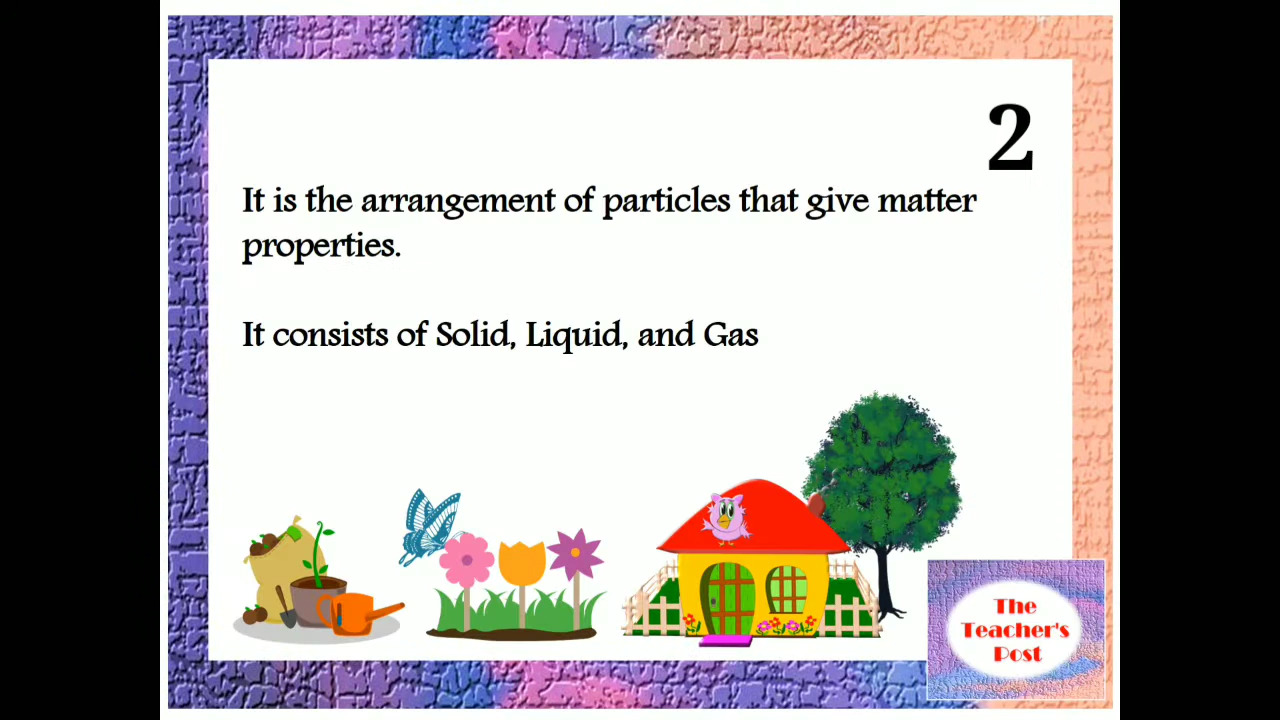 2
It is the arrangement of particles that give matter
properties.
It consists of Solid, Liquid, and Gas
The
Teacher's
Post